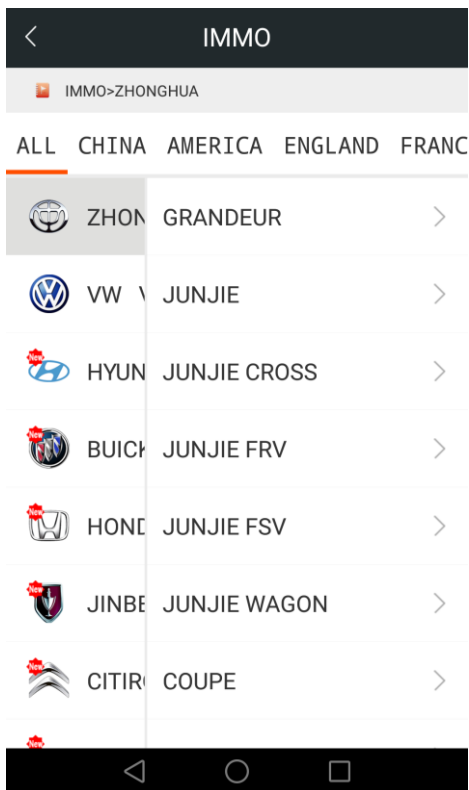 IMMO
IMMO>ZHONGHUA
ALL CHINA AMERICA ENGLAND FRANC
ZHON GRANDEUR
VW JUNJIE
New
HYUN JUNJIE CROSS
New
BUICK JUNJIE FRV
New
HOND JUNJIE FSV
New
JINBE JUNJIE WAGON
New
CITIR COUPE
New